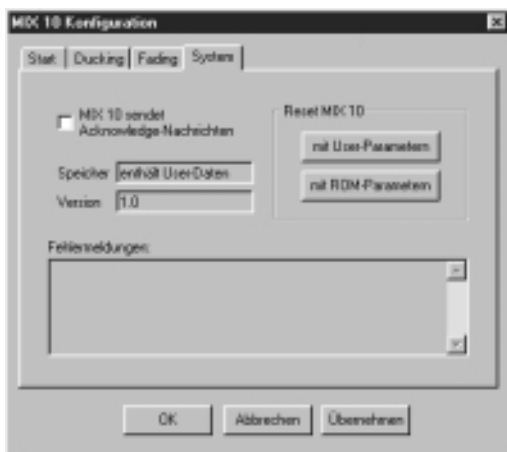 MIX 10 Konfiguration
Start Ducking Fading System
MIX 10 sendet
Acknowledge-Nachrichten
Reset MIX 10
mit User-Parametern
mit ROM-Parametern
Speicher enthält User-Daten
Version 1.0
Fehlermeldungen:
OK Abbrechen Übernehmen